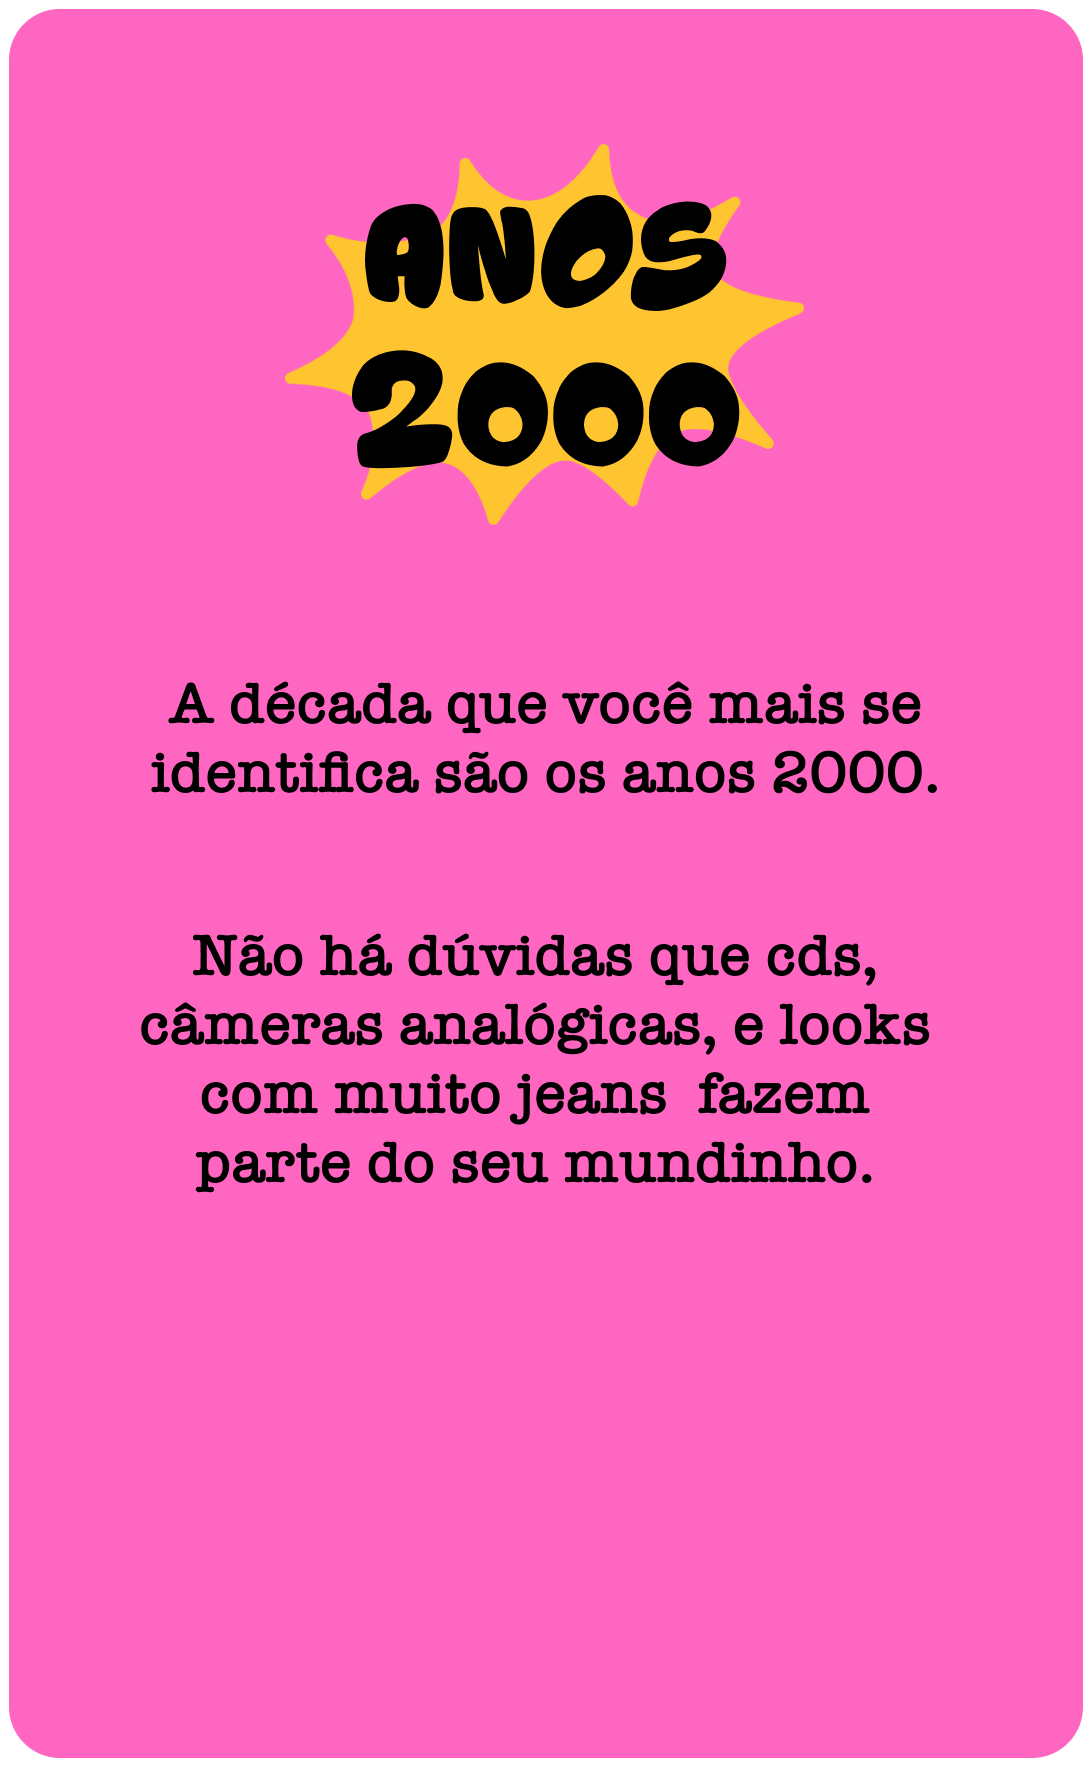 ANOS
2000
A década que você mais se
identifica são os anos 2000.
Não há dúvidas que cds,
câmeras analógicas, e looks
com muito jeans  fazem
parte do seu mundinho.